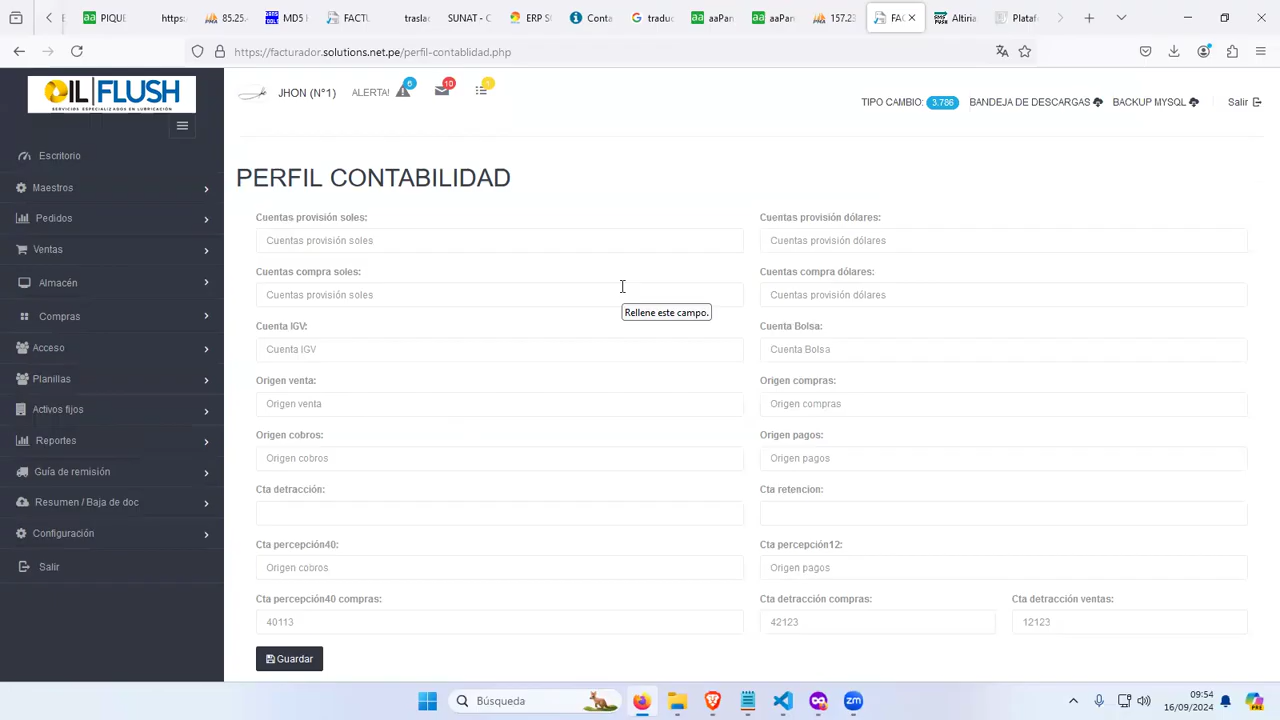 PIQUE
https:
85.25.
MD5 l
FACTL
traslac
SUNAT - C
ERP S
Conta
traduc
aaPan
aaPan
157.23
FAC
Altiria
Plataf
https://facturador.solutions.net.pe/perfil-contablidad.php
OIL FLUSH
SERVICIOS ESPECIALIZADOS EN LUBRICACIÓN
JHON (N°1)
ALERTA!
6
10
1
TIPO CAMBIO: 3.786
BANDEJA DE DESCARGAS
BACKUP MYSQL
Salir
Escritorio
Maestros
Pedidos
Ventas
Almacén
Compras
Acceso
Planillas
Activos fijos
Reportes
Guía de remisión
Resumen / Baja de doc
Configuración
Salir
PERFIL CONTABILIDAD
Cuentas provisión soles:
Cuentas provisión dólares:
Cuentas provisión soles
Cuentas provisión dólares
Cuentas compra soles:
Cuentas compra dólares:
Cuentas provisión soles
Cuentas provisión dólares
Rellene este campo.
Cuenta IGV:
Cuenta Bolsa:
Cuenta IGV
Cuenta Bolsa
Origen venta:
Origen compras:
Origen venta
Origen compras
Origen cobros:
Origen pagos:
Origen cobros
Origen pagos
Cta detracción:
Cta retencion:
Cta percepción40:
Cta percepción12:
Origen cobros
Origen pagos
Cta percepción40 compras:
Cta detracción compras:
Cta detracción ventas:
40113
42123
12123
Guardar
Búsqueda
09:54
16/09/2024